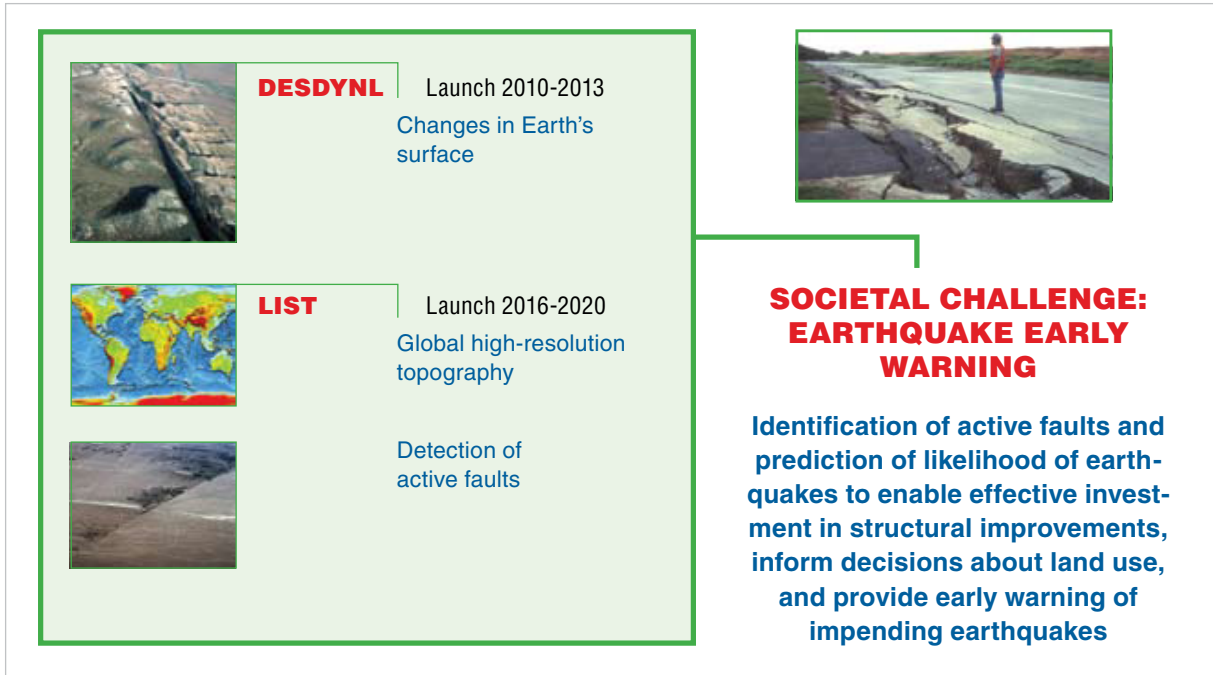 DESDYNL Launch 2010-2013
Changes in Earth's
surface
LIST Launch 2016-2020
Global high-resolution
topography
Detection of
active faults
SOCIETAL CHALLENGE:
EARTHQUAKE EARLY
WARNING
Identification of active faults and
prediction of likelihood of earth-
quakes to enable effective invest-
ment in structural improvements,
inform decisions about land use,
and provide early warning of
impending earthquakes